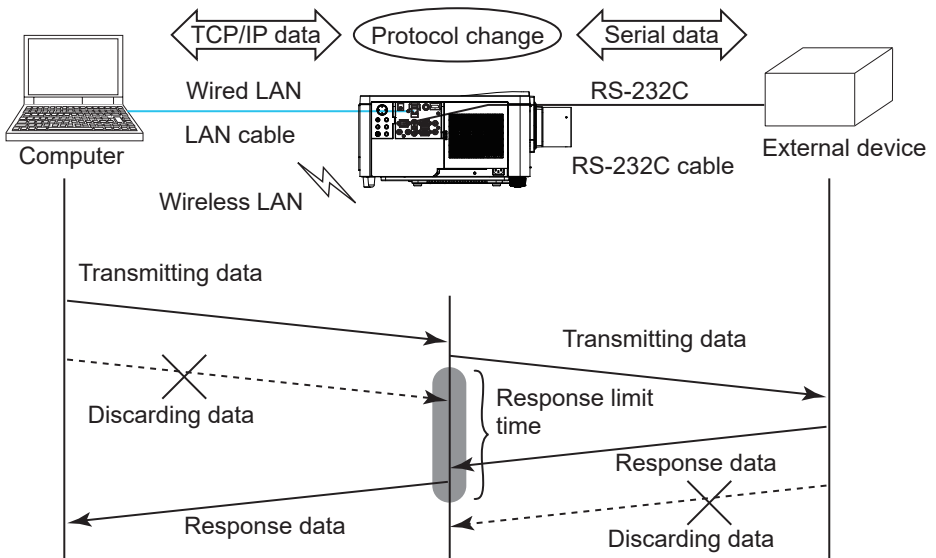 TCP/IP data
Protocol change
Serial data
Wired LAN
RS-232C
LAN cable
Computer
External device
RS-232C cable
Wireless LAN
Transmitting data
Transmitting data
Discarding data
Response limit
time
Response data
Response data
Discarding data